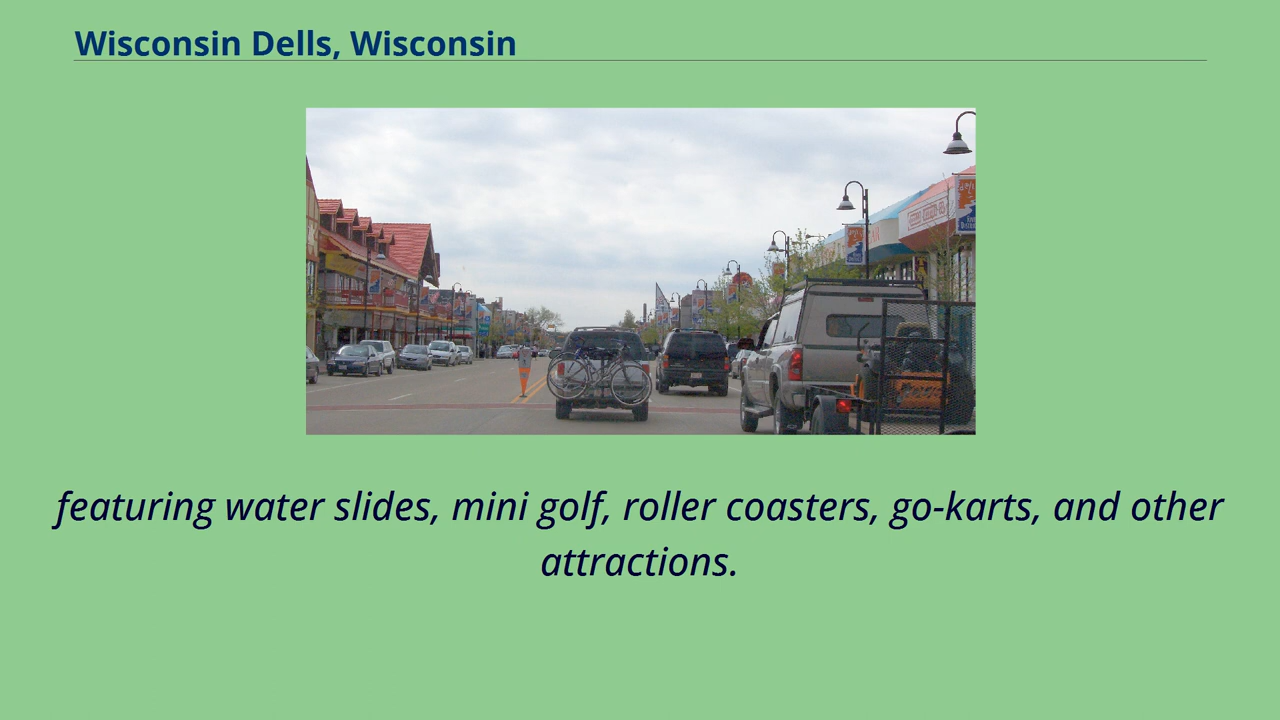 Wisconsin Dells, Wisconsin
featuring water slides, mini golf, roller coasters, go-karts, and other
attractions.